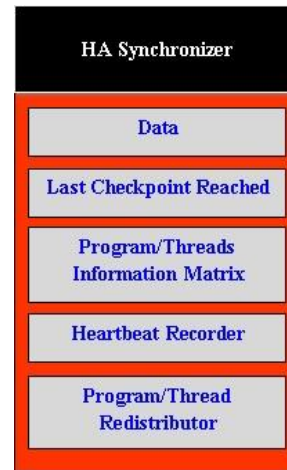 HA Synchronizer
Data
Last Checkpoint Reached
Program/Threads
Information Matrix
Heartbeat Recorder
Program/Thread
Redistributor